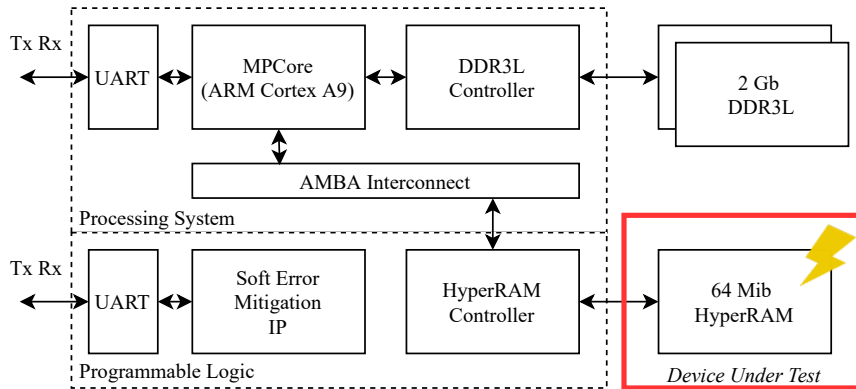 Tx Rx
UART
MPCore
(ARM Cortex A9)
DDR3L
Controller
2 Gb
DDR3L
AMBA Interconnect
Processing System
Tx Rx
UART
Soft Error
Mitigation
IP
HyperRAM
Controller
64 Mib
HyperRAM
Programmable Logic
Device Under Test